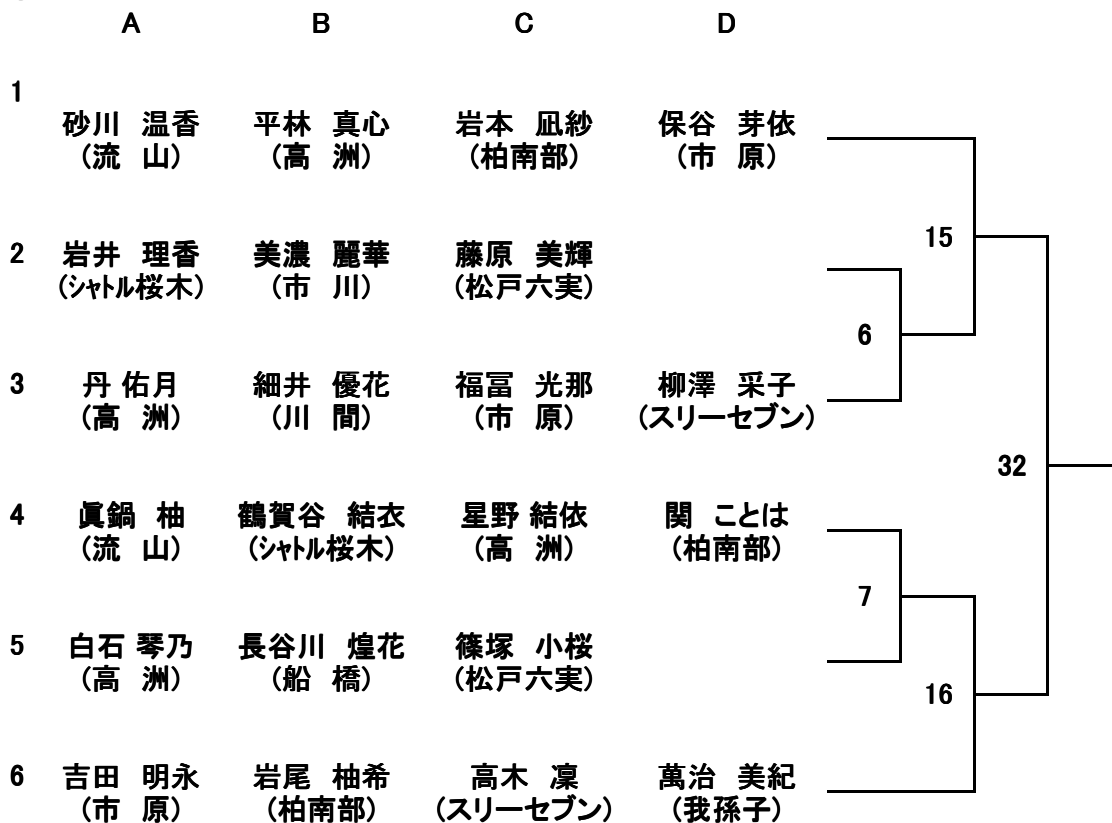 A B C D
1
砂川 温香 平林 真心 岩本 凪紗 保谷 芽依
(流 山) (高 洲) (柏南部) (市 原)
15
2 岩井 理香 美濃 麗華 藤原 美輝
(シャトル桜木) (市 川) (松戸六実)
6
3 丹 佑月 細井 優花 福冨 光那 柳澤 采子
(高 洲) (川 間) (市 原) (スリーセブン)
32
4 眞鍋 柚 鶴賀谷 結衣 星野 結依 関 ことは
(流 山) (シャトル桜木) (高 洲) (柏南部)
7
5 白石 琴乃 長谷川 煌花 篠塚 小桜
(高 洲) (船 橋) (松戸六実)
16
6 吉田 明永 岩尾 柚希 高木 凜 萬治 美紀
(市 原) (柏南部) (スリーセブン) (我孫子)